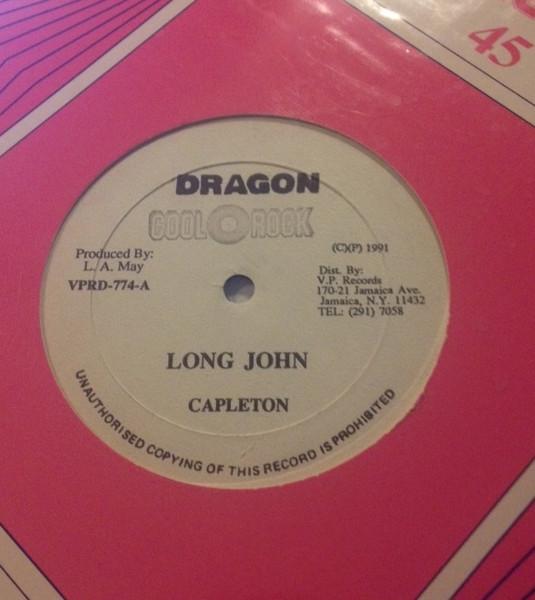 45
DRAGON
COOL ROCK
Produced By:
L. A. May
VPRD-774-A
(C)(P) 1991
Dist. By:
V.P. Records
170-21 Jamaica Ave.
Jamaica, N.Y. 11432
TEL: (291) 7058
LONG JOHN
CAPLETON
UNAUTHORISED COPYING OF THIS RECORD IS PROHIBITED